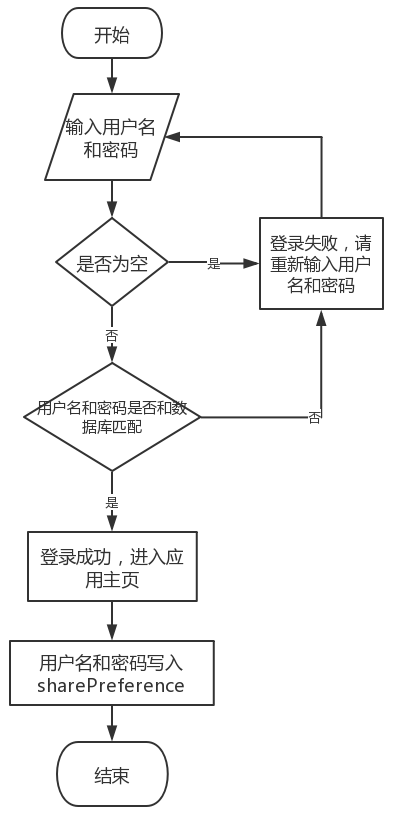 开始
输入用户名
和密码
是否为空
是
登录失败，请
重新输入用户
名和密码
否
用户名和密码是否和数
据库匹配
否
是
登录成功，进入应
用主页
用户名和密码写入
sharePreference
结束